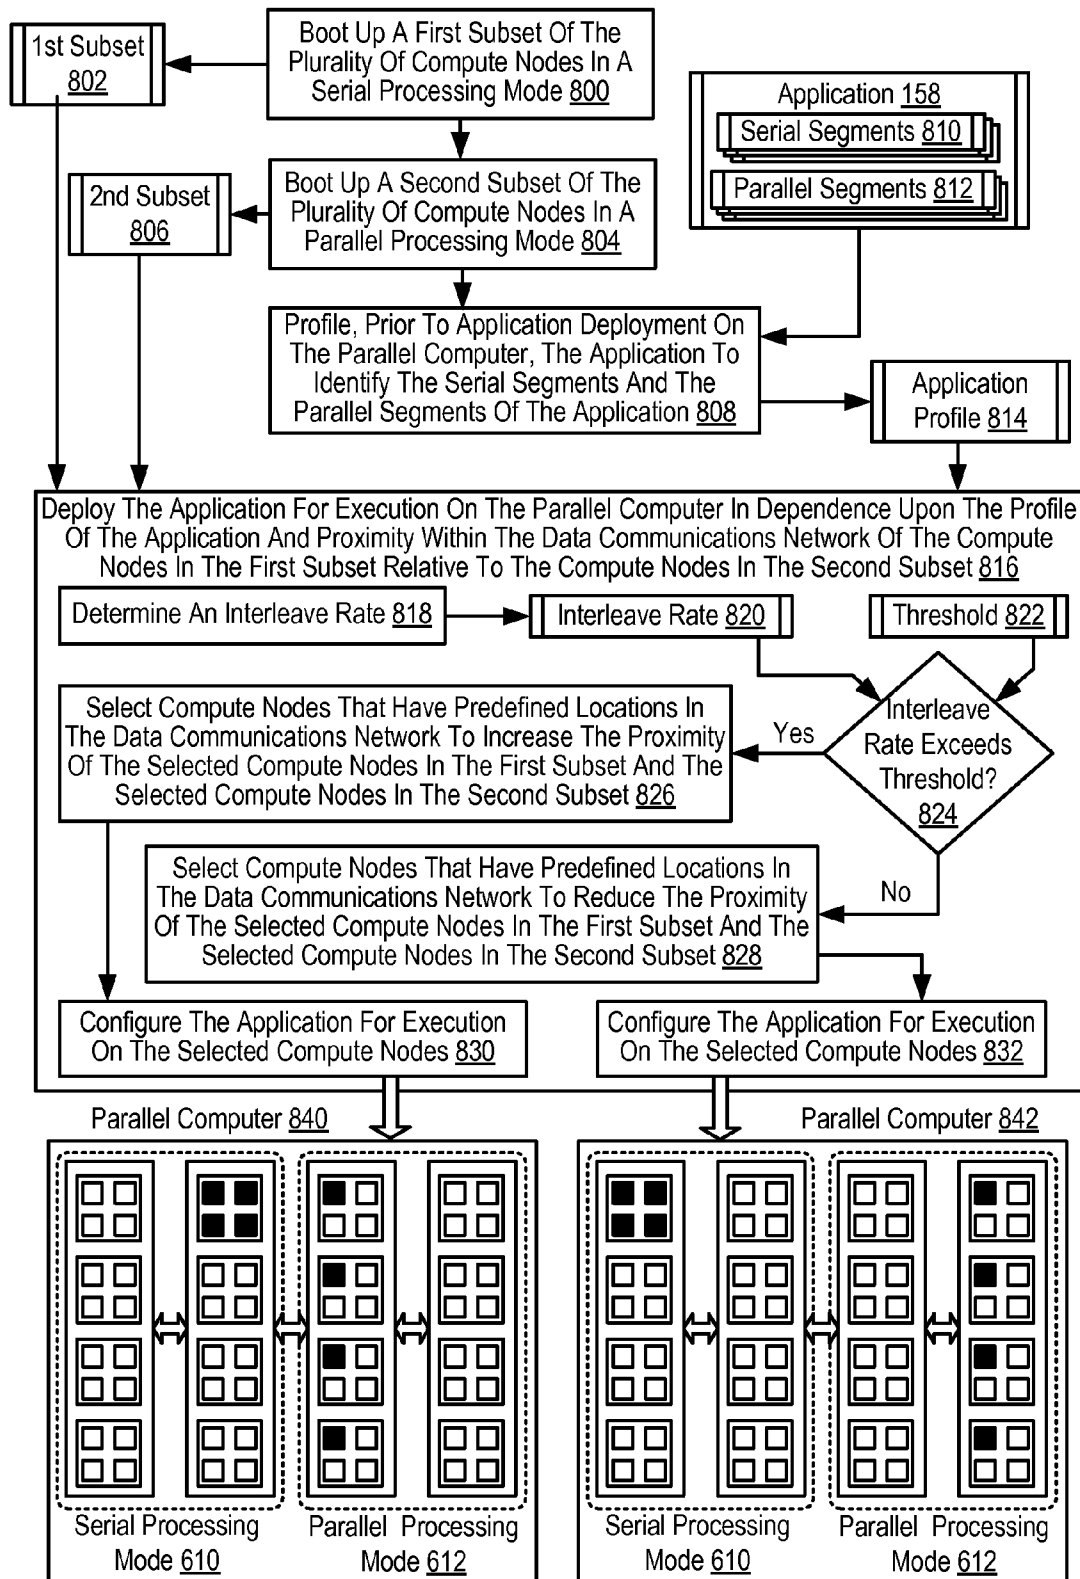 1st Subset
802
Boot Up A First Subset Of The
Plurality Of Compute Nodes In A
Serial Processing Mode 800
Application 158
Serial Segments 810
Parallel Segments 812
2nd Subset
806
Boot Up A Second Subset Of The
Plurality Of Compute Nodes In A
Parallel Processing Mode 804
Profile, Prior To Application Deployment On
The Parallel Computer, The Application To
Identify The Serial Segments And The
Parallel Segments Of The Application 808
Application
Profile 814
Deploy The Application For Execution On The Parallel Computer In Dependence Upon The Profile
Of The Application And Proximity Within The Data Communications Network Of The Compute
Nodes In The First Subset Relative To The Compute Nodes In The Second Subset 816
Determine An Interleave Rate 818
Interleave Rate 820
Threshold 822
Interleave
Rate Exceeds
Threshold?
824
Yes
Select Compute Nodes That Have Predefined Locations In
The Data Communications Network To Increase The Proximity
Of The Selected Compute Nodes In The First Subset And The
Selected Compute Nodes In The Second Subset 826
No
Select Compute Nodes That Have Predefined Locations In
The Data Communications Network To Reduce The Proximity
Of The Selected Compute Nodes In The First Subset And The
Selected Compute Nodes In The Second Subset 828
Configure The Application For Execution
On The Selected Compute Nodes 830
Configure The Application For Execution
On The Selected Compute Nodes 832
Parallel Computer 840
Parallel Computer 842
Serial Processing
Mode 610
Parallel Processing
Mode 612
Serial Processing
Mode 610
Parallel Processing
Mode 612